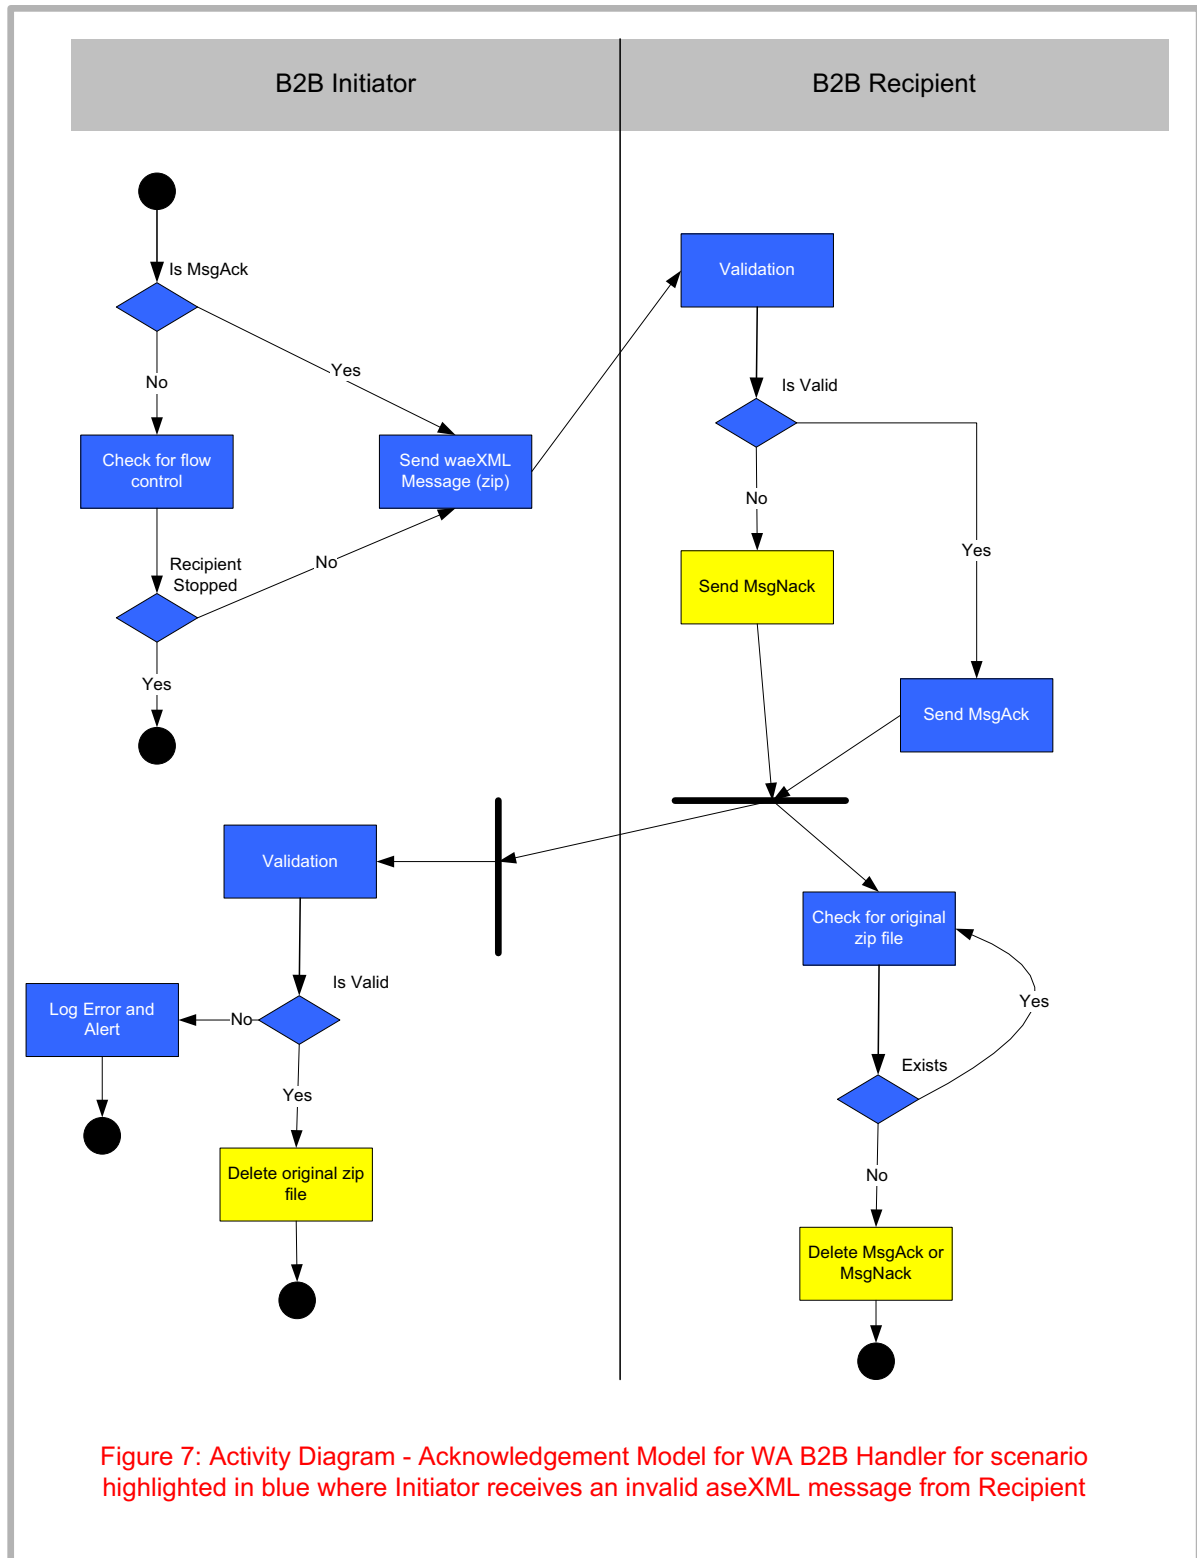 B2B Initiator
B2B Recipient
Is MsgAck
Yes
No
Check for flow
control
Send waeXML
Message (zip)
Recipient
Stopped
No
Yes
Validation
Is Valid
No
Yes
Send MsgNack
Send MsgAck
Validation
Is Valid
No
Log Error and
Alert
Yes
Delete original zip
file
Check for original
zip file
Yes
Exists
No
Delete MsgAck or
MsgNack
Figure 7: Activity Diagram - Acknowledgement Model for WA B2B Handler for scenario
highlighted in blue where Initiator receives an invalid aseXML message from Recipient